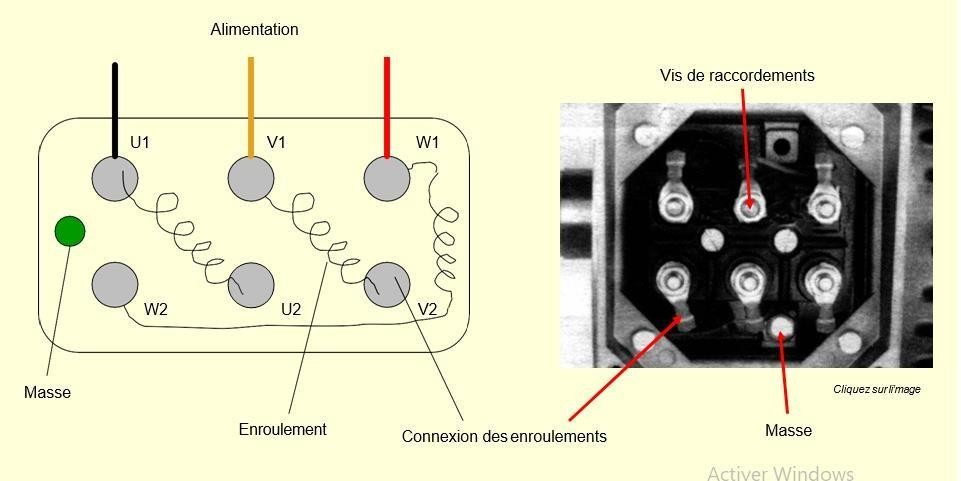 Alimentation
Vis de raccordements
U1
V1
W1
W2
U2
V2
Masse
Enroulement
Connexion des enroulements
Cliquez sur l'image
Masse
Activer Windows